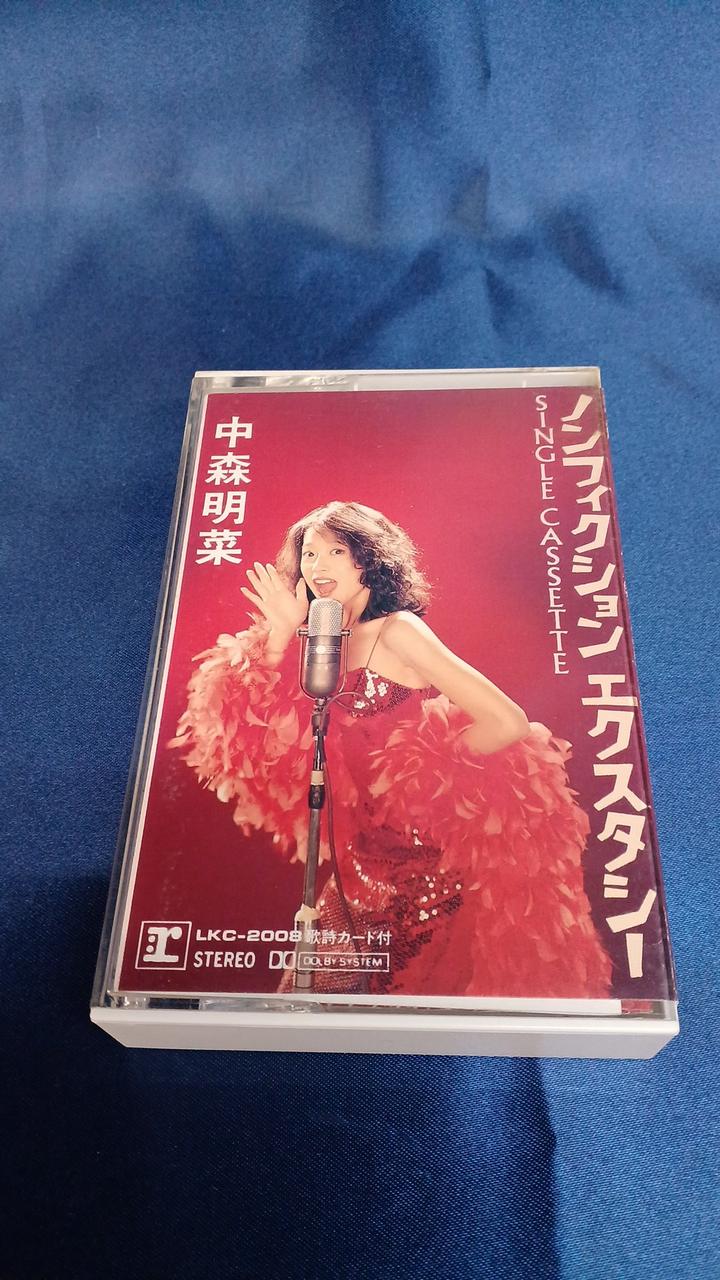 中森明菜
ノンフィクション エクスタシー
SINGLE CASSETTE
r LKC-2008 歌詩カード付
STEREO DOLBY SYSTEM